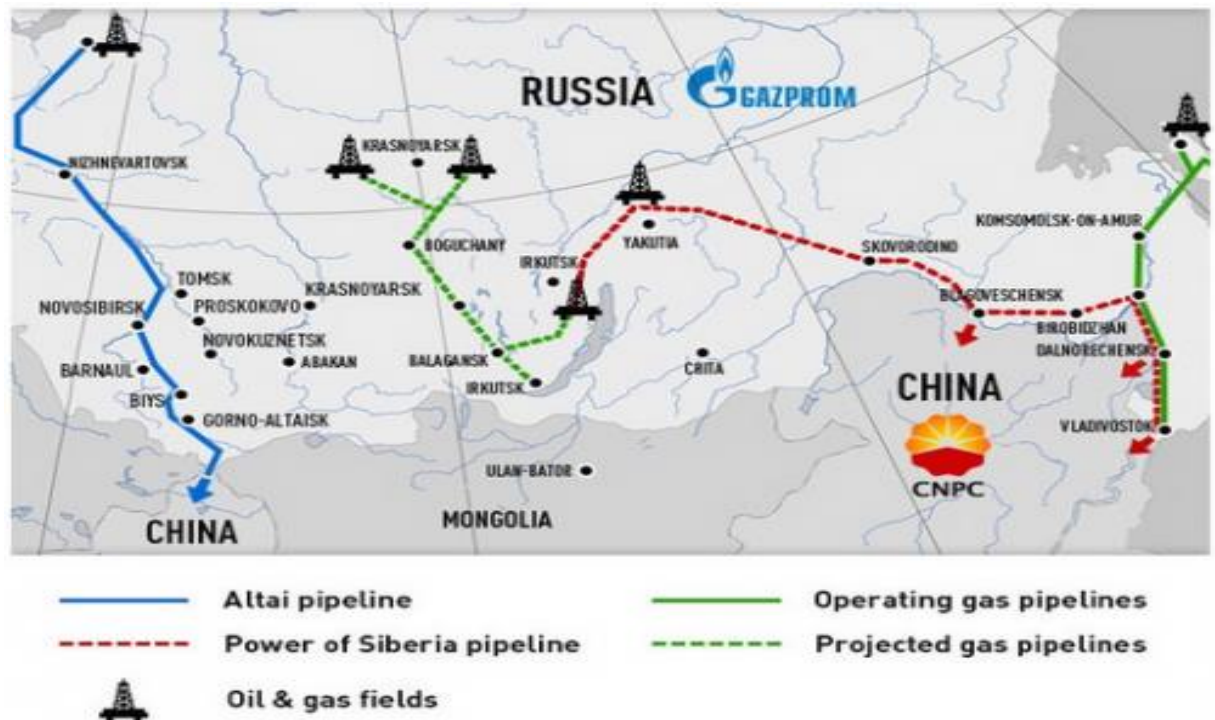 RUSSIA
GAZPROM
NIZHNEVARTOVSK
KRASNOYARSK
KOMSOMOLSK-ON-AMUR
BOGUCHANY
YAKUTIA
SKOVORODINO
IRKUTSK
TOMSK
KRASNOYARSK
NOVOSIBIRSK
PROSKOKOVO
BLAGOVESCHENSK
BIROBIDZHAN
NOVOKUZNETSK
DALNORECHENSK
BARNAUL
ABAKAN
BALAGANSK
CRITA
IRKUTSK
CHINA
BIYS
GORNO-ALTAISK
VLADIVOSTOK
ULAN-BATOR
CNPC
MONGOLIA
CHINA
Altai pipeline
Operating gas pipelines
Power of Siberia pipeline
Projected gas pipelines
Oil & gas fields